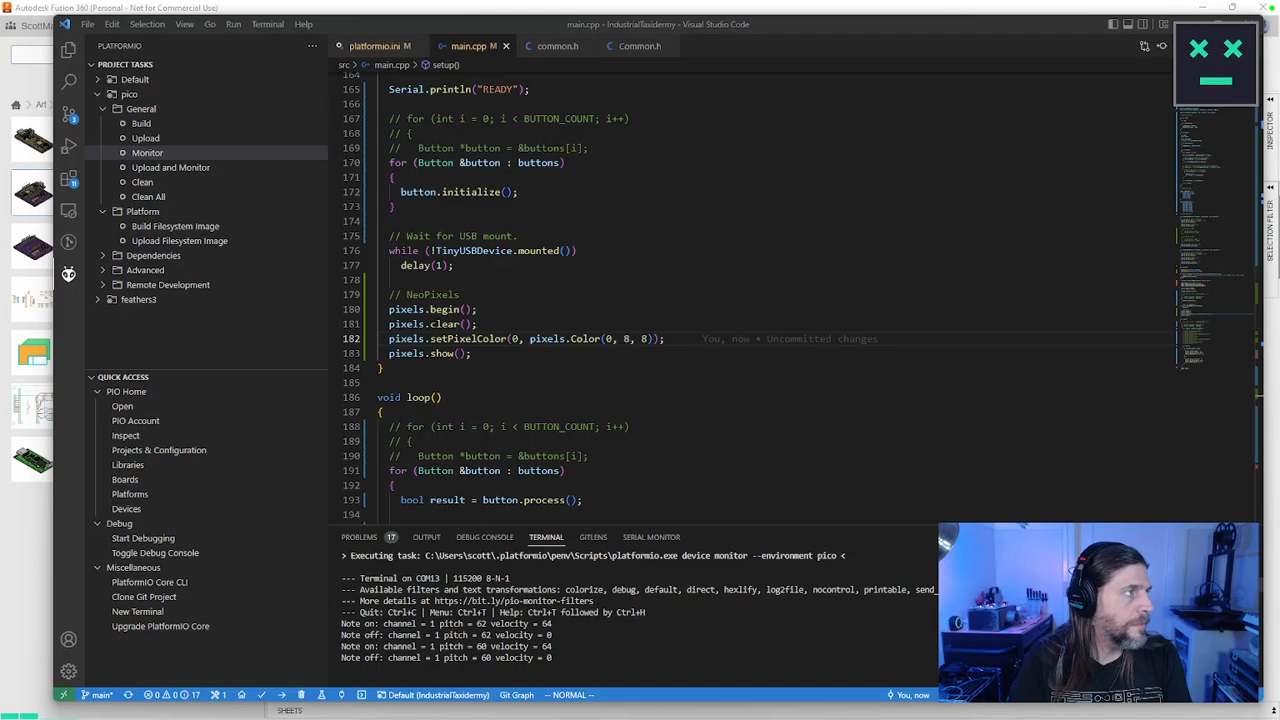 Autodesk Fusion 360 (Personal - Not for Commercial Use)
File Edit Selection View Go Run Terminal Help
main.cpp - IndustrialTaxidermy - Visual Studio Code
ScottMa
PLATFORMIO
platformio.ini M
main.cpp M
common.h
Common.h
src > main.cpp > setup()
PROJECT TASKS
Default
pico
General
Build
Upload
Monitor
Upload and Monitor
Clean
Clean All
Platform
Build Filesystem Image
Upload Filesystem Image
Dependencies
Advanced
Remote Development
feathers3
QUICK ACCESS
PIO Home
Open
PIO Account
Inspect
Projects & Configuration
Libraries
Boards
Platforms
Devices
Debug
Start Debugging
Toggle Debug Console
Miscellaneous
PlatformIO Core CLI
Clone Git Project
New Terminal
Upgrade PlatformIO Core
Art
3
11
164
165 Serial.println("READY");
166
167 // for (int i = 0; i < BUTTON_COUNT; i++)
168
169 Button *button = &buttons[i];
170 for (Button &button : buttons)
171 {
172 button.initialize();
173 }
174
175 // Wait for USB mount.
176 while (!TinyUSBDevice.mounted())
177 delay(1);
178
179 NeoPixels
180 pixels.begin();
181 pixels.clear();
182 pixels.setPixelColor(0, pixels.Color(0, 8, 8)); You, now • Uncommitted changes
183 pixels.show();
184 }
185
186 void loop()
187 {
188 // for (int i = 0; i < BUTTON_COUNT; i++)
189 // {
190 Button *button = &buttons[i];
191 for (Button &button : buttons)
192 {
193 bool result = button.process();
194
PROBLEMS 17 OUTPUT DEBUG CONSOLE TERMINAL GITLENS SERIAL MONITOR
> Executing task: C:\Users\scott\.platformio\penv\Scripts\platformio.exe device monitor --environment pico <
--- Terminal on COM13 | 115200 8-N-1
--- Available filters and text transformations: colorize, debug, default, direct, hexlify, log2file, nocontrol, printable, send_
--- More details at https://bit.ly/pio-monitor-filters
--- Quit: Ctrl+C | Menu: Ctrl+T | Help: Ctrl+T followed by Ctrl+H
Note on: channel = 1 pitch = 62 velocity = 64
Note off: channel = 1 pitch = 62 velocity = 0
Note on: channel = 1 pitch = 60 velocity = 64
Note off: channel = 1 pitch = 60 velocity = 0
main* 0 0 17 1 Default (IndustrialTaxidermy) Git Graph -- NORMAL -- You, now
SHEETS
SELECTION FILTER